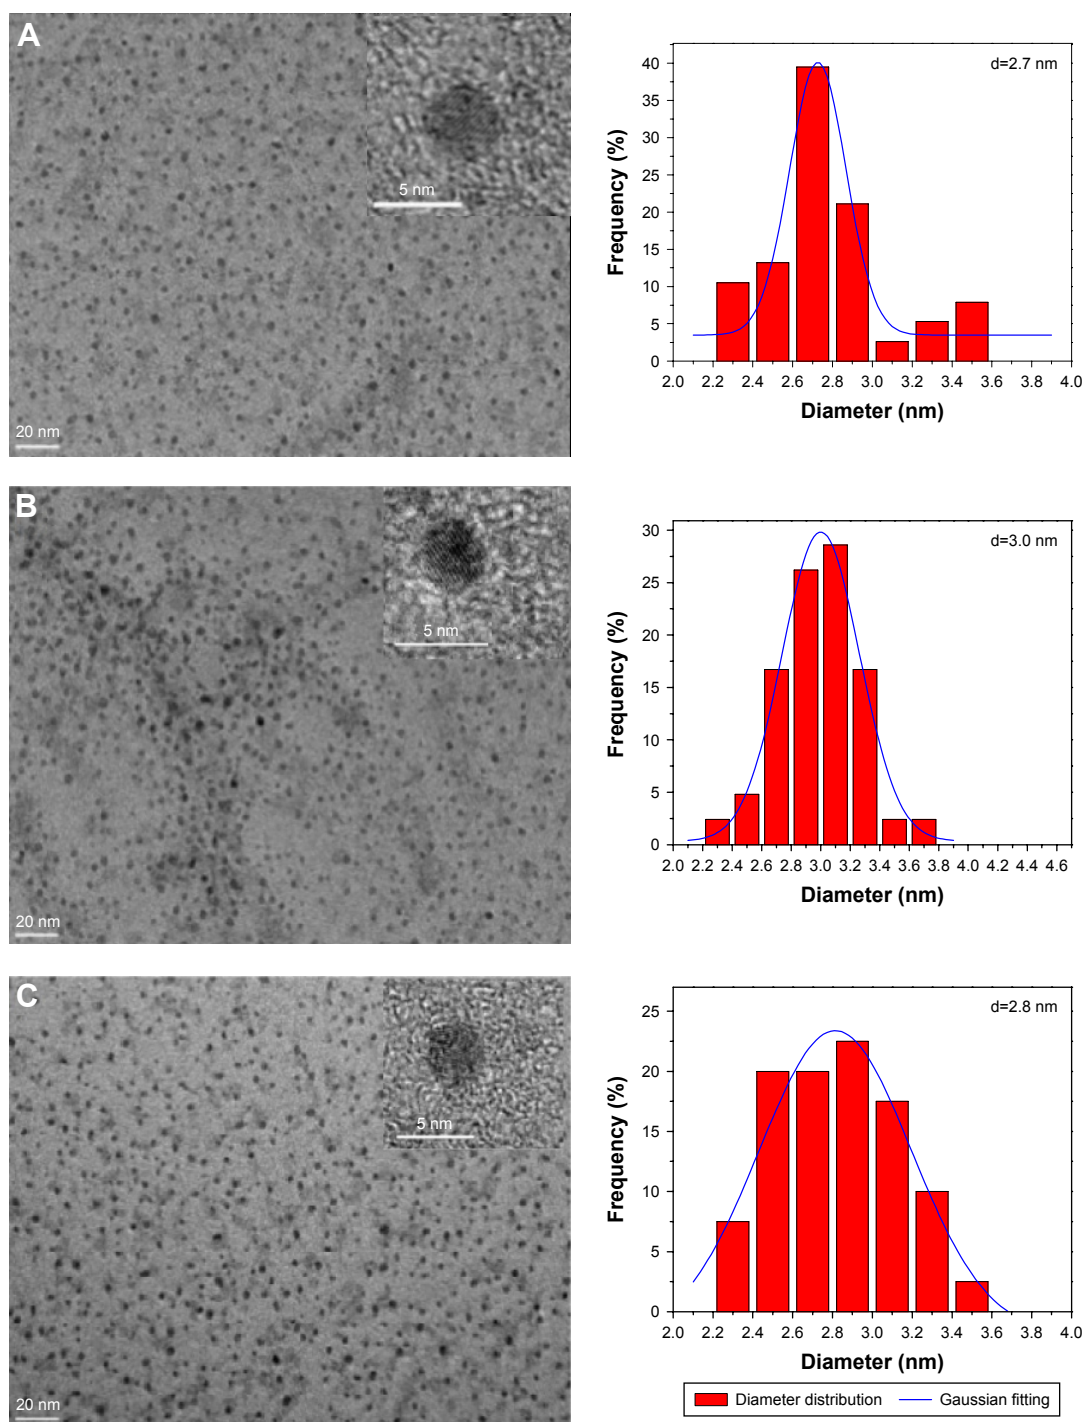 A
5 nm
20 nm
d=2.7 nm
Frequency (%)
40
35
30
25
20
15
10
5
0
2.0 2.2 2.4 2.6 2.8 3.0 3.2 3.4 3.6 3.8 4.0
Diameter (nm)
B
5 nm
20 nm
d=3.0 nm
Frequency (%)
30
25
20
15
10
5
0
2.0 2.2 2.4 2.6 2.8 3.0 3.2 3.4 3.6 3.8 4.0 4.2 4.4 4.6
Diameter (nm)
C
5 nm
20 nm
d=2.8 nm
Frequency (%)
25
20
15
10
5
0
2.0 2.2 2.4 2.6 2.8 3.0 3.2 3.4 3.6 3.8 4.0
Diameter (nm)
Diameter distribution Gaussian fitting